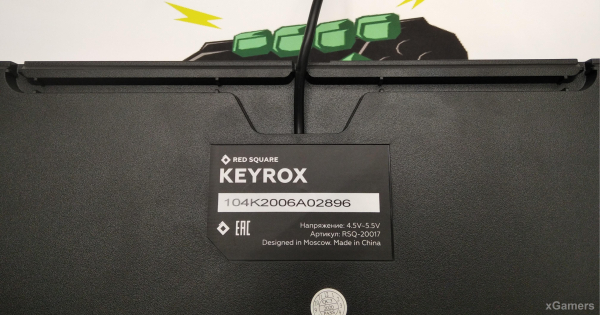 RED SQUARE
KEYROX
104K2006A02896
EAC
Напряжение: 4.5V-5.5V
Артикул: RSQ-20017
Designed in Moscow. Made in China
xGamers